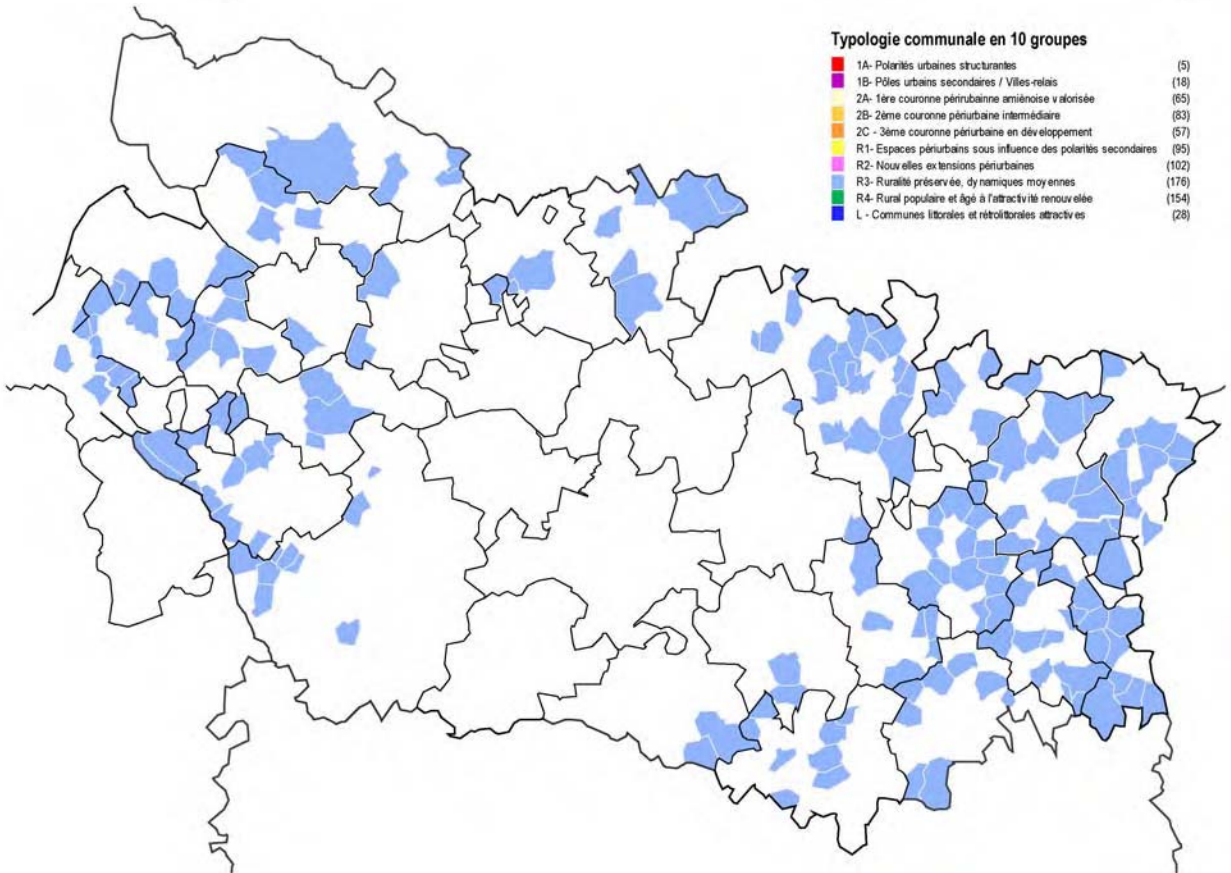 Typologie communale en 10 groupes
1A- Polarités urbaines structurantes (5)
1B- Pôles urbains secondaires / Villes-relais (18)
2A- 1ère couronne périrubainne amiénoise valorisée (65)
2B- 2ème couronne périurbaine intermédiaire (83)
2C - 3ème couronne périurbaine en développement (57)
R1- Espaces périurbains sous influence des polarités secondaires (95)
R2- Nouvelles extensions périurbaines (102)
R3- Ruralité préservée, dynamiques moyennes (176)
R4- Rural populaire et âgé à l'attractivité renouvelée (154)
L - Communes littorales et rétrolittorales attractives (28)